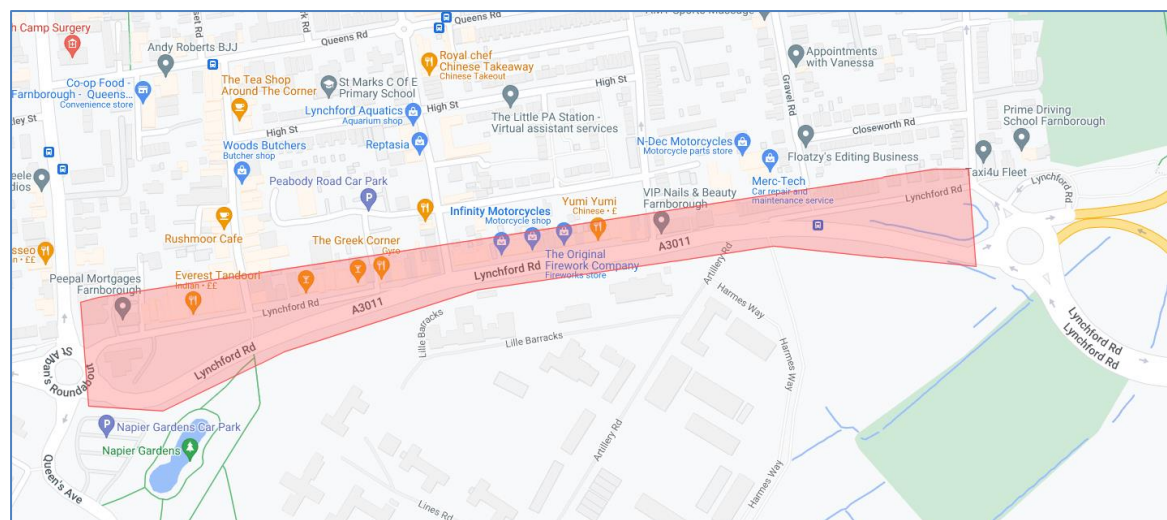 Queens Rd
h Camp Surgery
Andy Roberts BJJ
Queens Rd
Royal chef
Chinese Takeaway
Chinese Takeout
Appointments
with Vanessa
Co-op Food -
Farnborough - Queens...
Convenience store
The Tea Shop
Around The Corner
St Marks C Of E
Primary School
High St
Gravel Rd
Lynchford Aquatics
Aquarium shop
High St
The Little PA Station -
Virtual assistant services
Prime Driving
School Farnborough
Closeworth Rd
High St
Woods Butchers
Butcher shop
Reptasia
N-Dec Motorcycles
Motorcycle parts store
Floatzy's Editing Business
Merc-Tech
Car repair and
maintenance service
Taxi4u Fleet
Lynchford Rd
Peabody Road Car Park
VIP Nails & Beauty
Farnborough
Lynchford Rd
Yumi Yumi
Chinese • £
Infinity Motorcycles
Motorcycle shop
Rushmoor Cafe
The Greek Corner
Gyro
A3011
The Original
Firework Company
Fireworks store
Lynchford Rd
Artillery Rd
Peepal Mortgages
Farnborough
Everest Tandoori
Indian • ££
Lynchford Rd
A3011
Harmes Way
Lille Barracks
Lille Barracks
Lynchford Rd
Lynchford Rd
Lynchford Rd
St Alban's Roundabout
Harmes Way
Napier Gardens Car Park
Napier Gardens
Artillery Rd
Queen's Ave
Harmes Way
Lines Rd